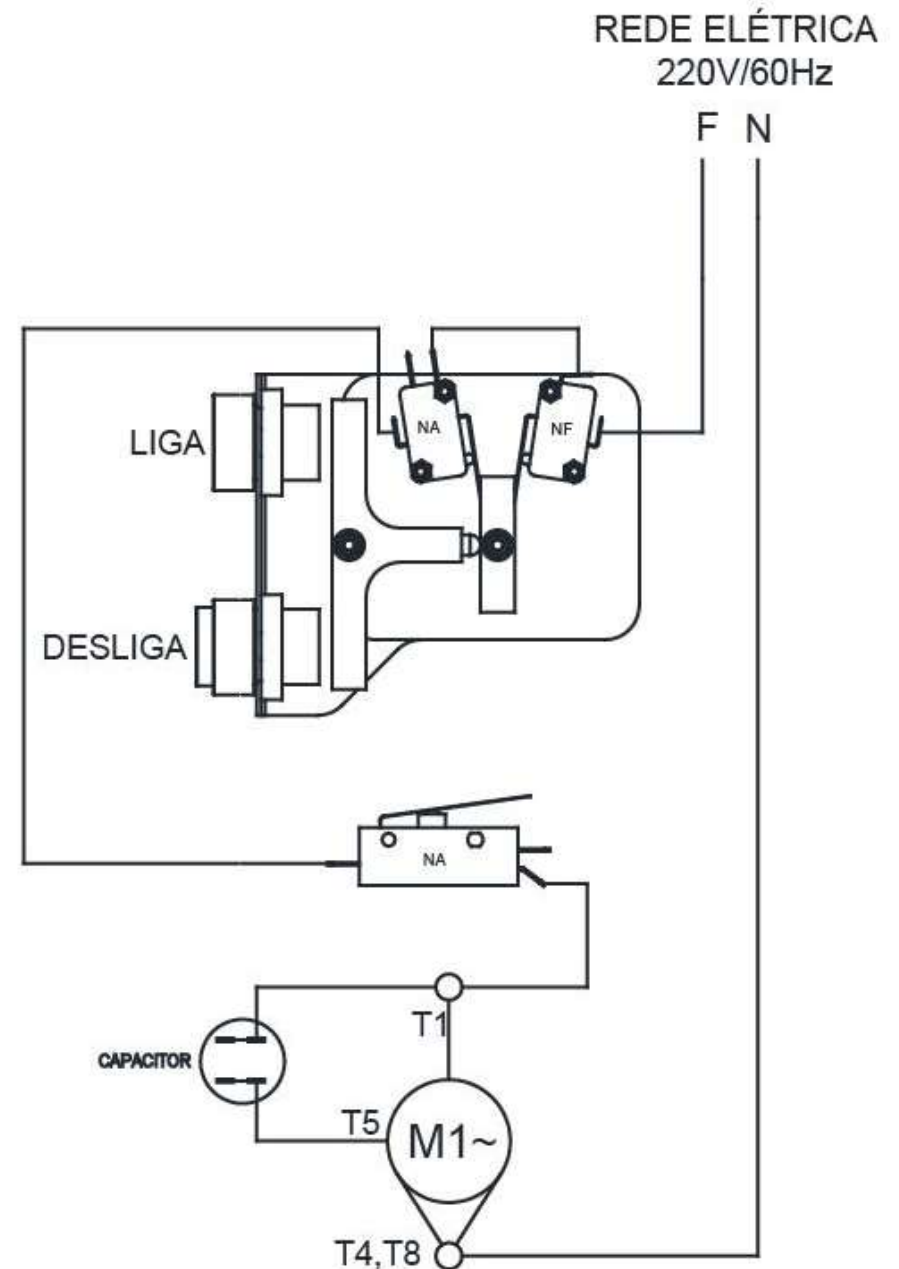 REDE ELÉTRICA
220V/60Hz
F N
NA
NF
LIGA
DESLIGA
NA
T1
CAPACITOR
T5
M1~
T4,T8